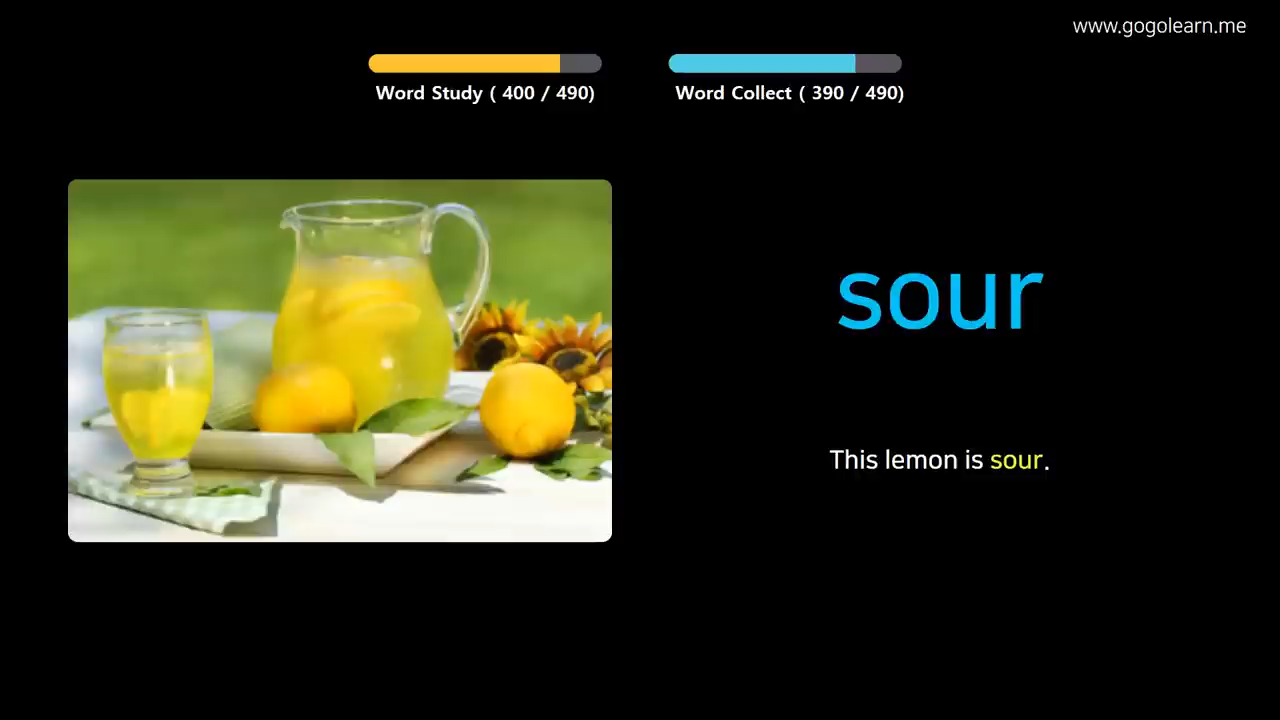 www.gogolearn.me
Word Study ( 400 / 490)
Word Collect ( 390 / 490)
sour
This lemon is sour.